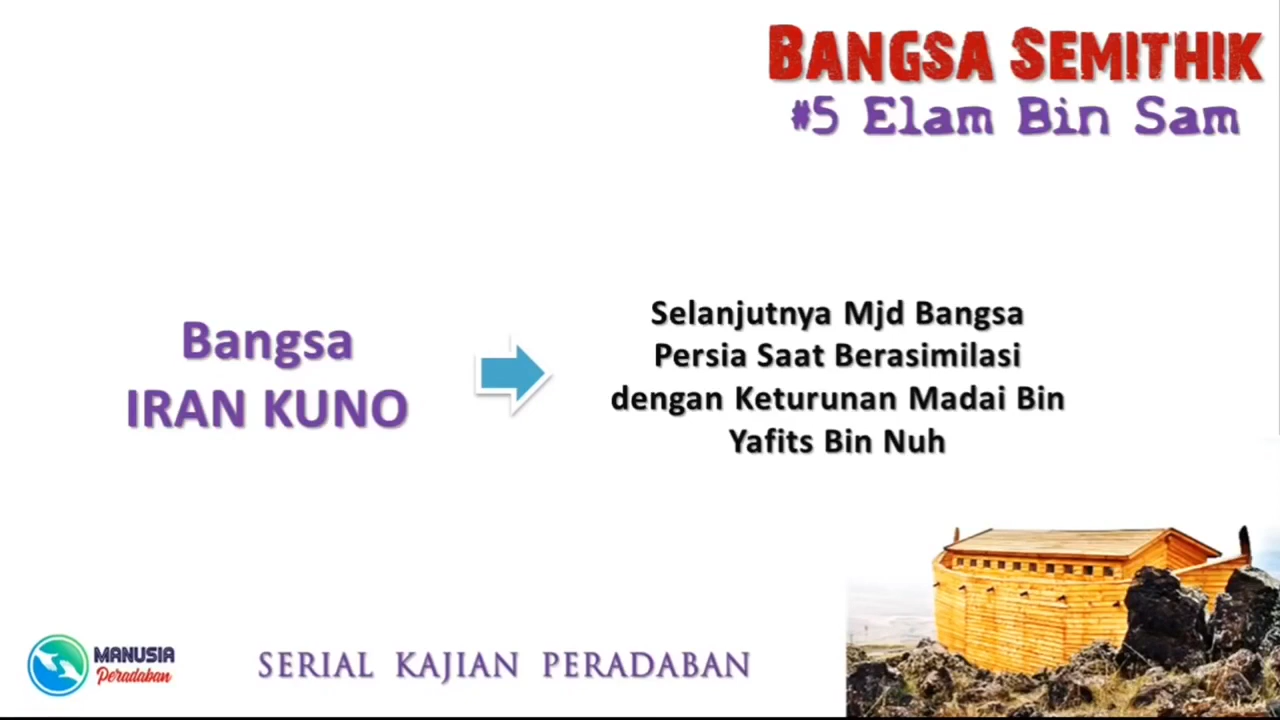 BANGSA SEMITHIK
#5 Elam Bin Sam
Bangsa
IRAN KUNO
Selanjutnya Mjd Bangsa
Persia Saat Berasimilasi
dengan Keturunan Madai Bin
Yafits Bin Nuh
MANUSIA
Peradaban
SERIAL KAJIAN PERADABAN